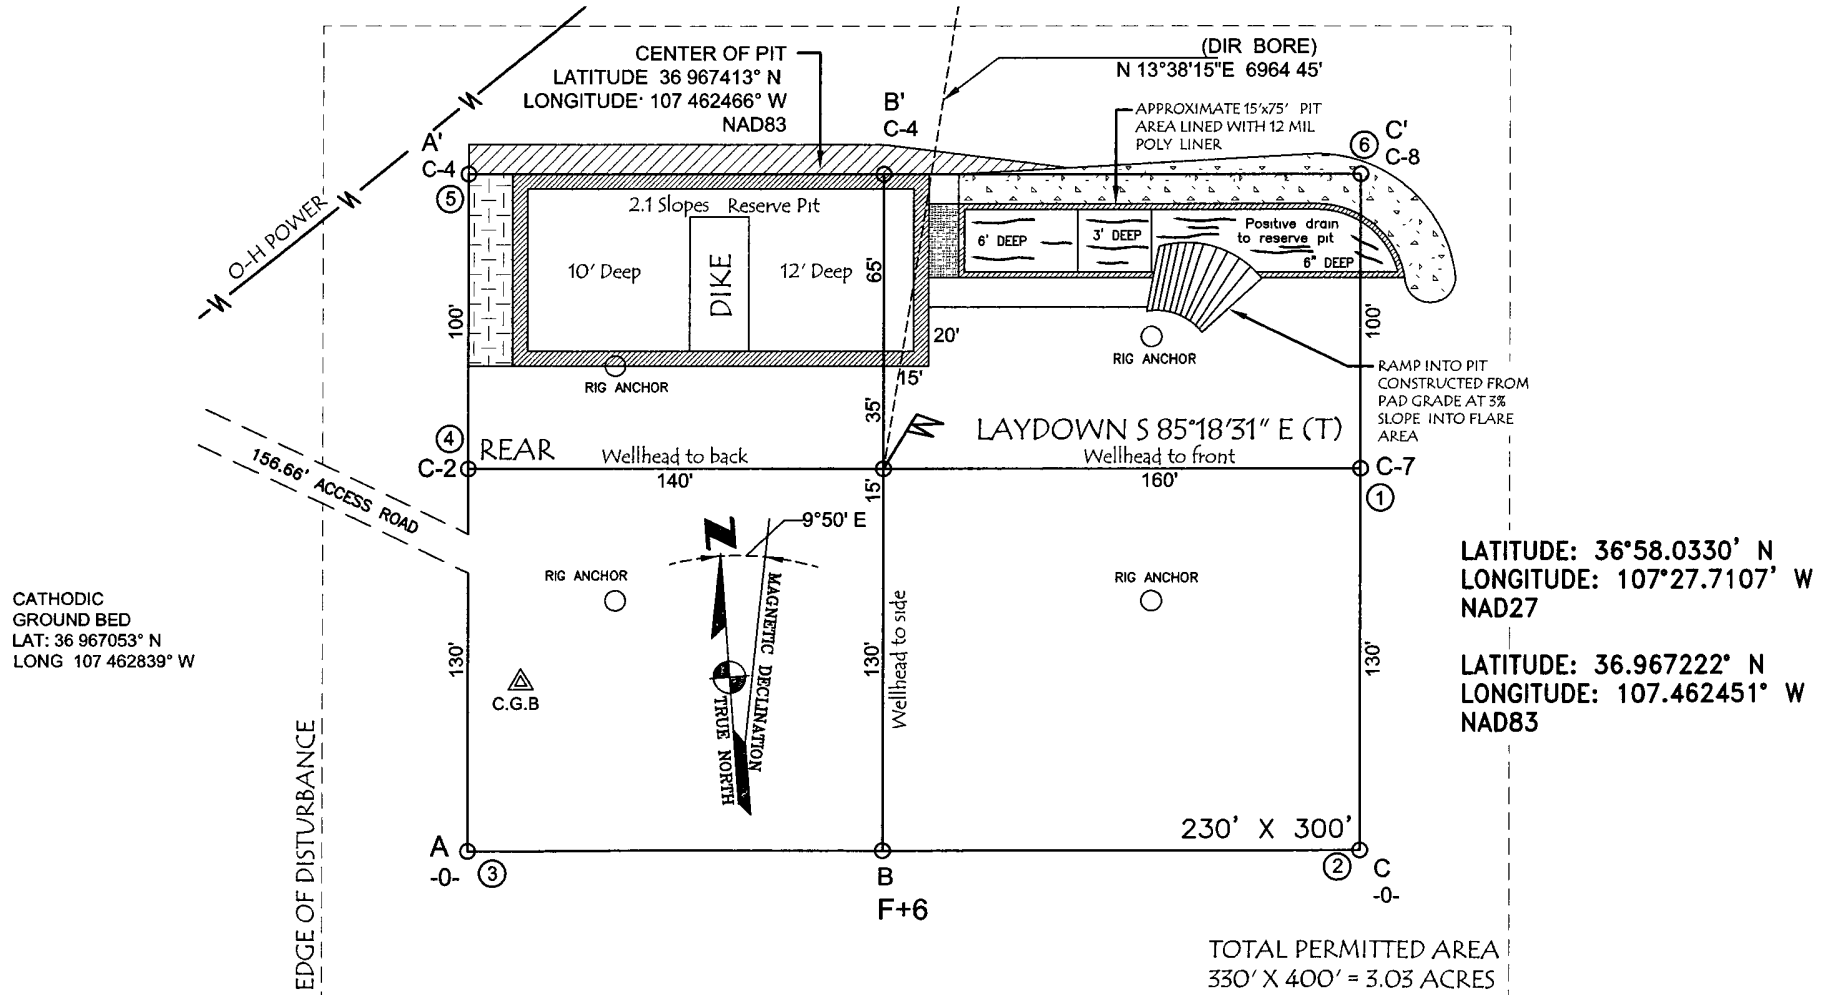 CENTER OF PIT
LATITUDE 36 967413° N
LONGITUDE· 107 462466° W
NAD83
(DIR BORE)
N 13°38'15"E 6964 45'
APPROXIMATE 15'x75' PIT
AREA LINED WITH 12 MIL
POLY LINER
A'
C-4
5
B'
C-4
6
C'
C-8
O-H POWER
2.1 Slopes Reserve Pit
10' Deep
DIKE
12' Deep
65'
6' DEEP
3' DEEP
Positive drain
to reserve pit
6" DEEP
100'
20'
100'
RIG ANCHOR
RIG ANCHOR
15'
35'
RAMP INTO PIT
CONSTRUCTED FROM
PAD GRADE AT 3%
SLOPE INTO FLARE
AREA
4
C-2
REAR
LAYDOWN S 85°18'31" E (T)
Wellhead to back
Wellhead to front
140'
15'
160'
C-7
1
156.66' ACCESS ROAD
N
9°50' E
MAGNETIC DECLINATION
TRUE NORTH
RIG ANCHOR
RIG ANCHOR
LATITUDE: 36°58.0330' N
LONGITUDE: 107°27.7107' W
NAD27
LATITUDE: 36.967222° N
LONGITUDE: 107.462451° W
NAD83
CATHODIC
GROUND BED
LAT: 36 967053° N
LONG 107 462839° W
C.G.B
130'
130'
Wellhead to side
130'
EDGE OF DISTURBANCE
230' X 300'
A
-0-
3
B
F+6
2
C
-0-
TOTAL PERMITTED AREA
330' X 400' = 3.03 ACRES